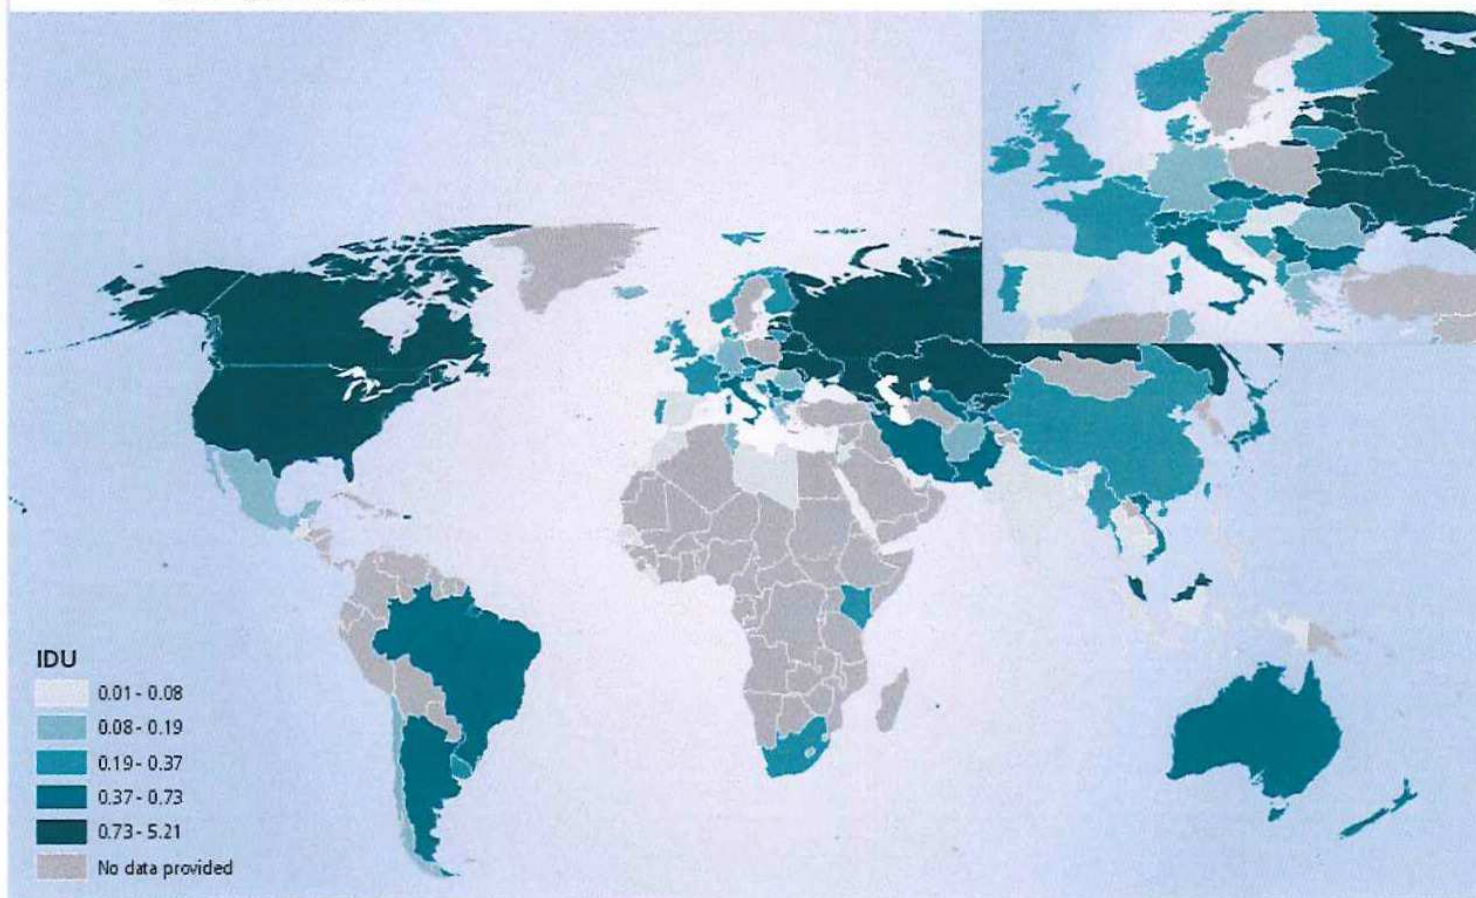 IDU
0.01 - 0.08
0.08 - 0.19
0.19 - 0.37
0.37 - 0.73
0.73 - 5.21
No data provided